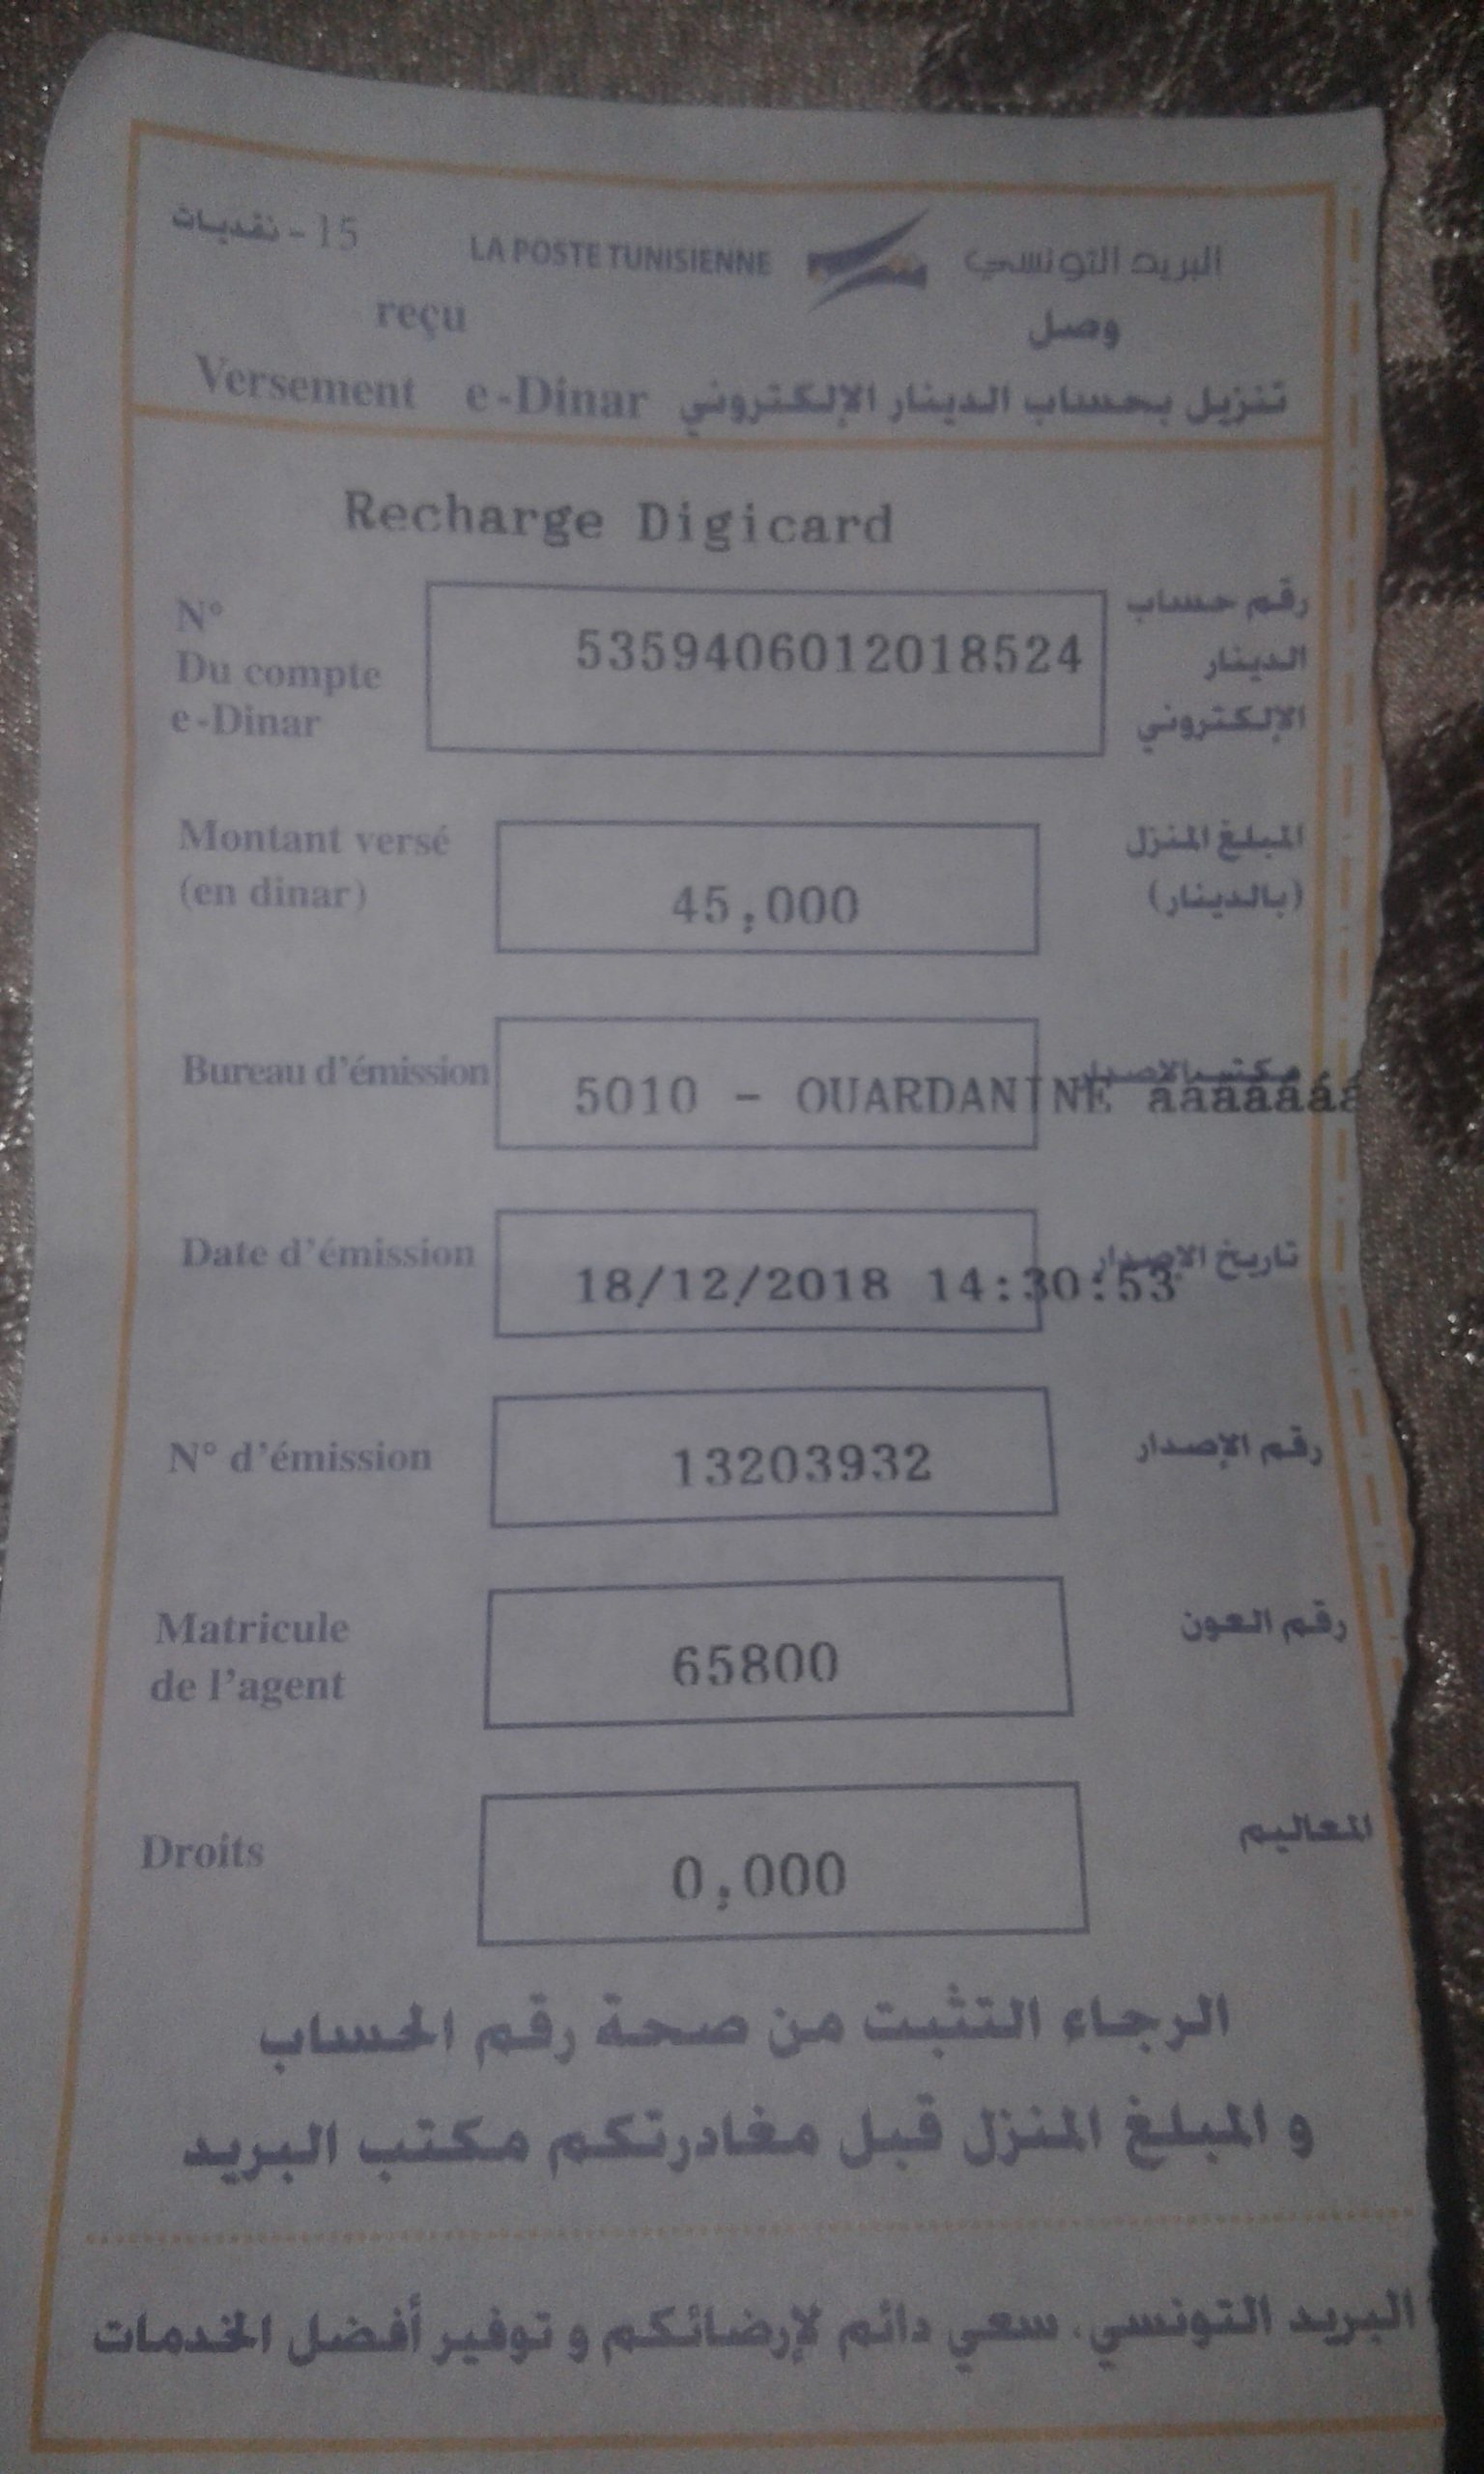 15 - نقديات
LA POSTE TUNISIENNE البريد التونسي
reçu وصل
Versement e-Dinar تنزيل بحساب الدينار الإلكتروني
Recharge Digicard
N° Du compte e-Dinar
5359406012018524
رقم حساب
الدينار
الإلكتروني
Montant versé
(en dinar)
45,000
المبلغ المنزل
(بالدينار)
Bureau d'émission 5010 - OUARDANINE áááááá مكتب الاصدار
Date d'émission 18/12/2018 14:30:53 تاريخ الإصدار
N° d'émission 13203932 رقم الإصدار
Matricule
de l'agent
65800
رقم العون
Droits 0,000 المعاليم
الرجاء التثبت من صحة رقم الحساب
و المبلغ المنزل قبل مغادرتكم مكتب البريد
البريد التونسي. سعي دائم لإرضائكم و توفير أفضل الخدمات